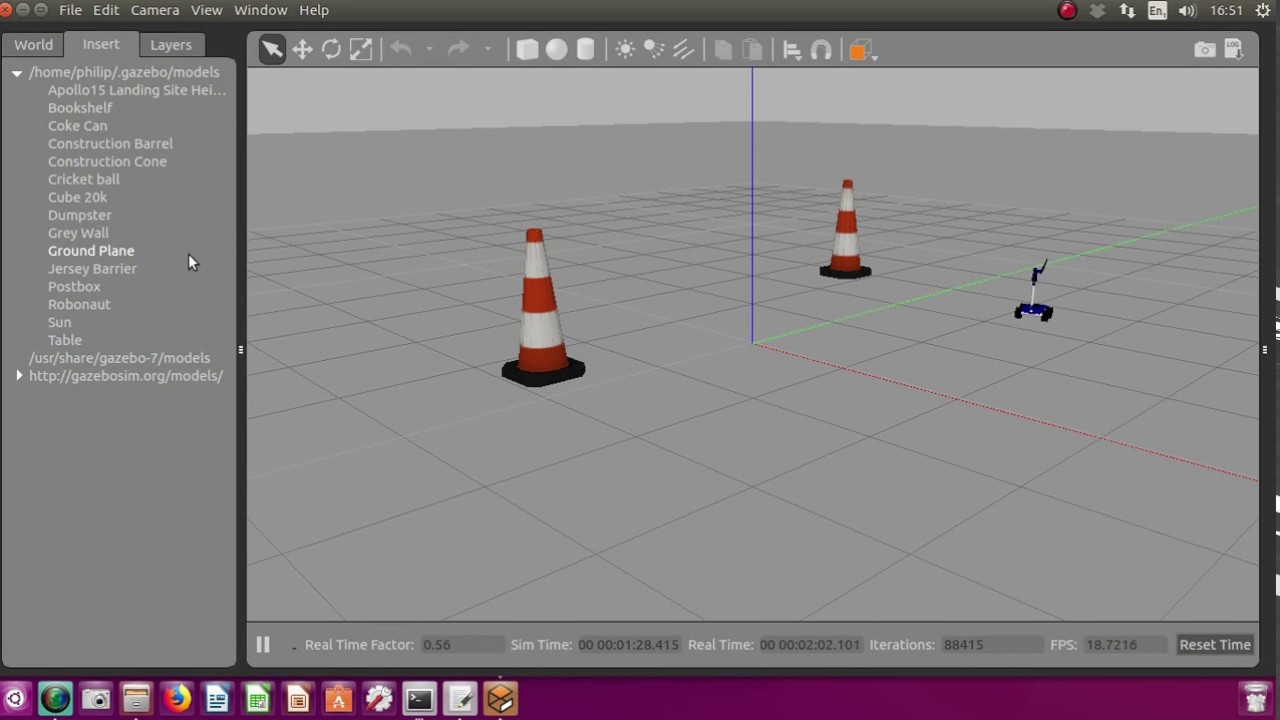 File Edit Camera View Window Help
En1
16:51
World Insert Layers
/home/philip/.gazebo/models
Apollo15 Landing Site Hei...
Bookshelf
Coke Can
Construction Barrel
Construction Cone
Cricket ball
Cube 20k
Dumpster
Grey Wall
Ground Plane
Jersey Barrier
Postbox
Robonaut
Sun
Table
/usr/share/gazebo-7/models
http://gazebosim.org/models/
LOG
Real Time Factor: 0.56 Sim Time: 00 00:01:28.415 Real Time: 00 00:02:02.101 Iterations: 88415 FPS: 18.7216 Reset Time